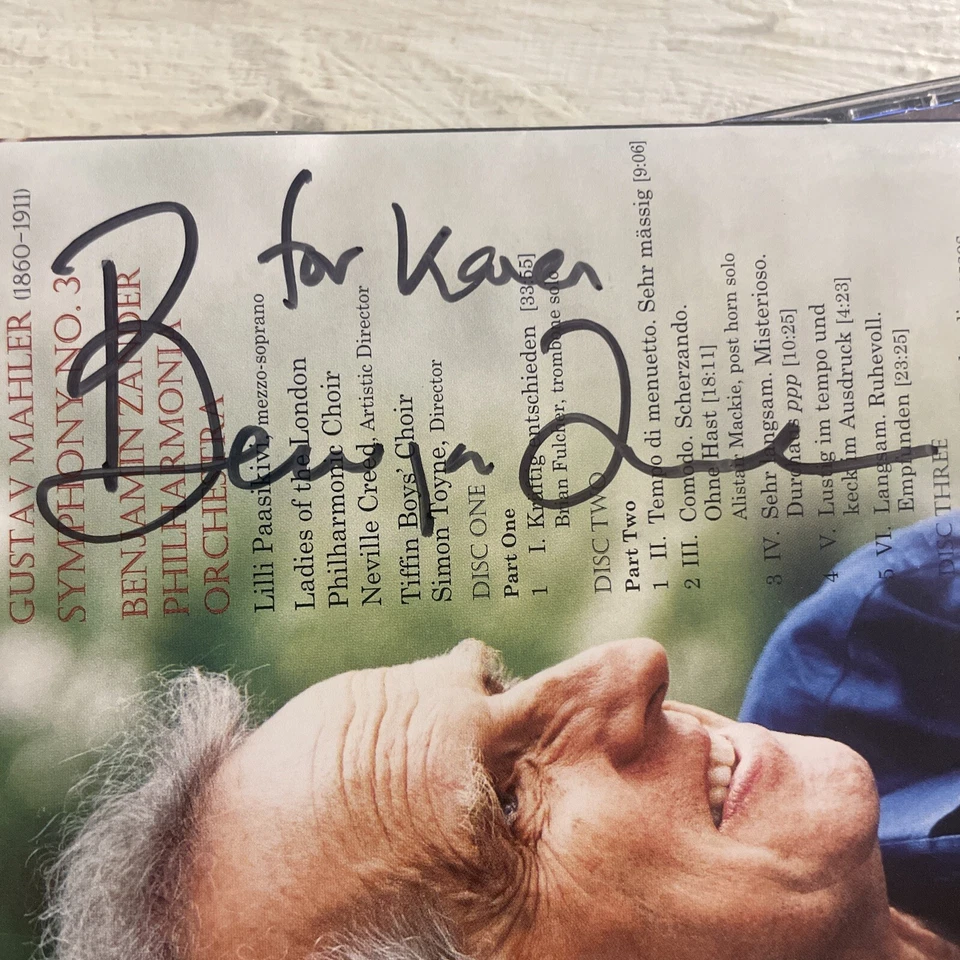 GUSTAV MAHLER (1860–1911)
SYMPHONY NO. 3
BENJAMIN ZANDER
PHILHARMONIA
ORCHESTRA
for Karen
Benjamin Zander
Lilli Paasikivi, mezzo-soprano
Ladies of the London
Philharmonic Choir
Neville Creed, Artistic Director
Tiffin Boys' Choir
Simon Toyne, Director
DISC ONE
Part One
1 I. Kräftig entschieden [33:55]
Brian Fulcher, trombone solo
DISC TWO
Part Two
1 II. Tempo di menuetto. Sehr mässig [9:06]
2 III. Comodo. Scherzando.
Ohne Hast [18:11]
Alistair Mackie, post horn solo
3 IV. Sehr langsam. Misterioso.
Durchaus ppp [10:25]
4 V. Lustig im tempo und
keck im Ausdruck [4:23]
5 VI. Langsam. Ruhevoll.
Empfunden [23:25]
DISC THREE